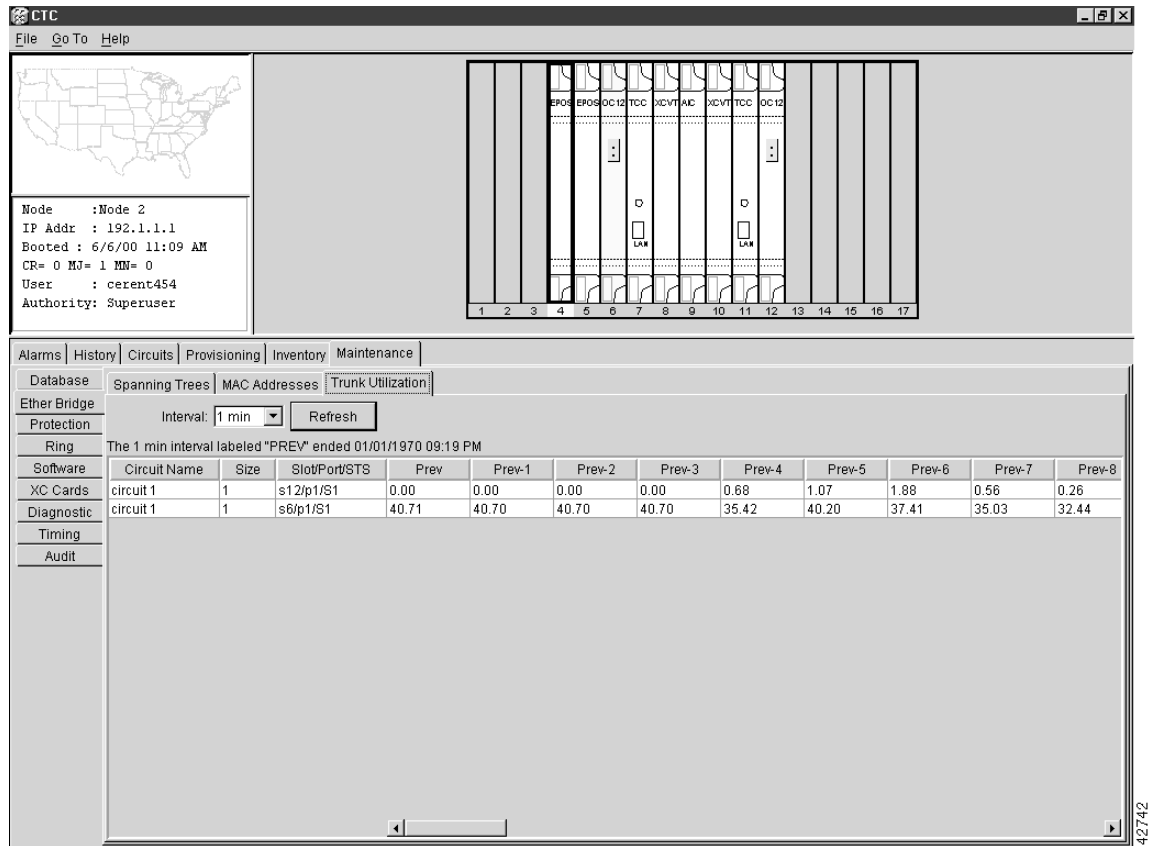 CTC
File Go To Help
EPOS EPOS OC12 TCC XCVT AIC XCVT TCC OC12
LAN LAN
1 2 3 4 5 6 7 8 9 10 11 12 13 14 15 16 17
Node :Node 2
IP Addr : 192.1.1.1
Booted : 6/6/00 11:09 AM
CR= 0 MJ= 1 MN= 0
User : cerent454
Authority: Superuser
Alarms History Circuits Provisioning Inventory Maintenance
Database
Ether Bridge
Protection
Ring
Software
XC Cards
Diagnostic
Timing
Audit
Spanning Trees MAC Addresses Trunk Utilization
Interval: 1 min Refresh
The 1 min interval labeled "PREV" ended 01/01/1970 09:19 PM
Circuit Name Size Slot/Port/STS Prev Prev-1 Prev-2 Prev-3 Prev-4 Prev-5 Prev-6 Prev-7 Prev-8
circuit 1 1 s12/p1/S1 0.00 0.00 0.00 0.00 0.68 1.07 1.88 0.56 0.26
circuit 1 1 s6/p1/S1 40.71 40.70 40.70 40.70 35.42 40.20 37.41 35.03 32.44
42742